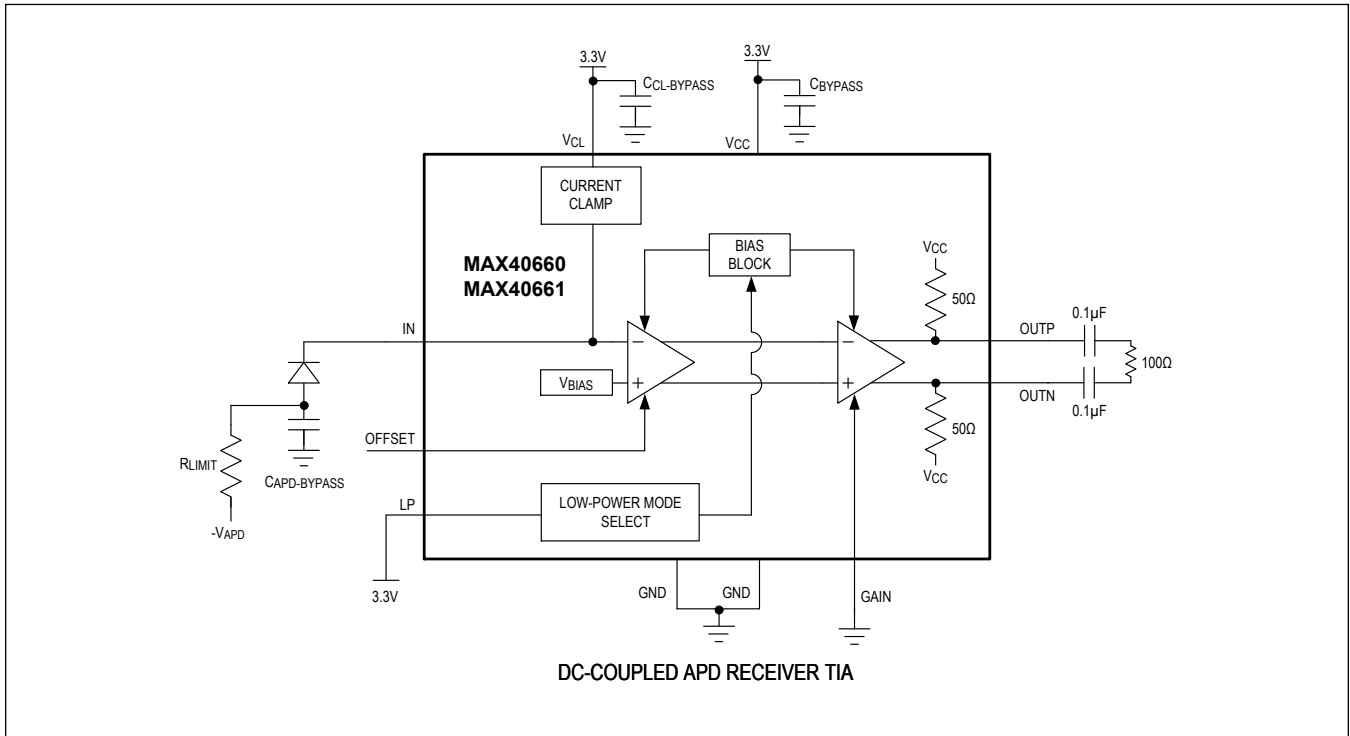 3.3V
3.3V
CCL-BYPASS
CBYPASS
VCL
VCC
CURRENT
CLAMP
MAX40660
MAX40661
BIAS
BLOCK
VCC
50Ω
0.1µF
IN
OUTP
100Ω
VBIAS
OUTN
0.1µF
50Ω
OFFSET
RLIMIT
CAPD-BYPASS
VCC
LP
LOW-POWER MODE
SELECT
-VAPD
3.3V
GND
GND
GAIN
DC-COUPLED APD RECEIVER TIA
− + − +